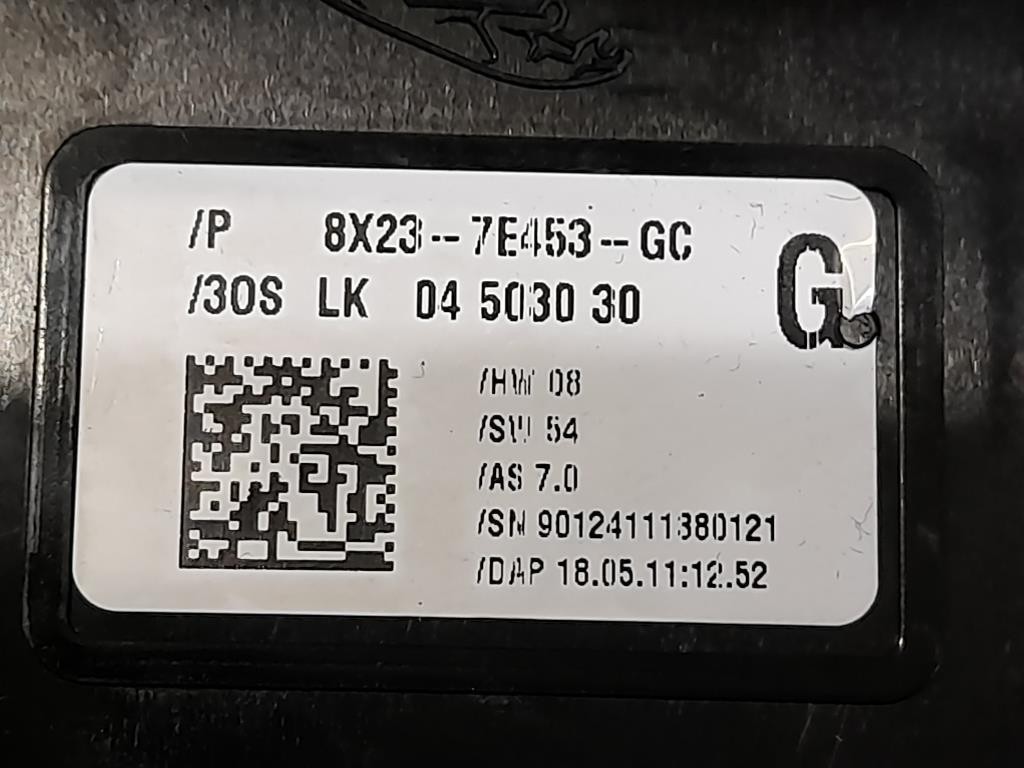 /P 8X23--7E453--GC
/30S LK 04 5030 30
G
/HW 08
/SW 54
/AS 7.0
/SN 90124111380121
/DAP 18.05.11:12.52